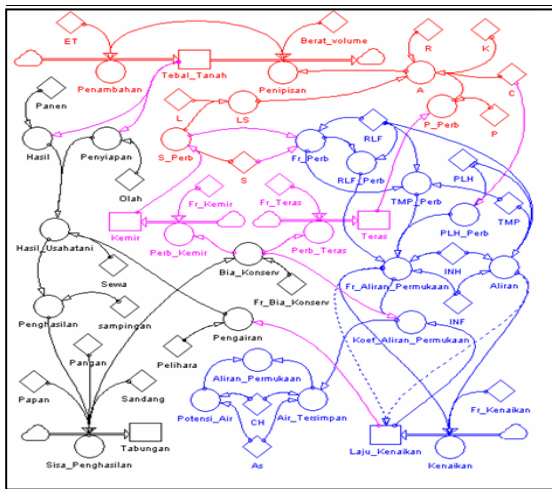 ET
Berat_volume
R
K
Tebal_Tanah
Penambahan
Penipisan
A
C
Panen
L
LS
P_Perb
P
Hasil
Penyiapan
S_Perb
RLF
Fr_Perb
S
RLF_Perb
PLH
Olah
Fr_Kemir
Fr_Teras
TMP_Perb
TMP
Kemir
Teras
PLH_Perb
Hasil_Usahatani
Perb_Kemir
Perb_Teras
Bia_Konserv
INH
Sewa
Fr_Aliran_Permukaan
Aliran
Penghasilan
sampingan
Fr_Bia_Konserv
Pengairan
INF
Koef_Aliran_Permukaan
Pangan
Pelihara
Aliran_Permukaan
Papan
Sandang
Potensi_Air
CH
Air_Tersimpan
Fr_Kenaikan
Tabungan
As
Laju_Kenaikan
Kenaikan
Sisa_Penghasilan